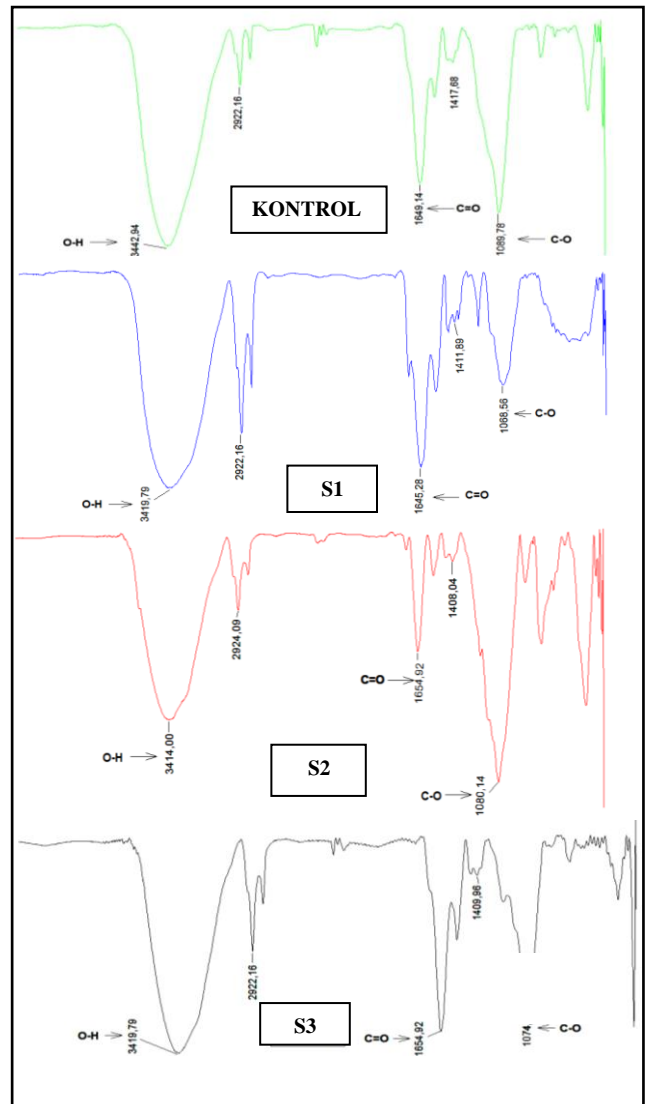 2922,16
1417,68
KONTROL
1649,14
C=O
O-H
3442,94
1089,78
C-O
1411,89
2922,16
1068,56
C-O
S1
O-H
3419,79
1645,28
C=O
2924,09
1408,04
C=O
1654,92
O-H
3414,00
S2
C-O
1080,14
1409,96
2922,16
S3
O-H
3419,79
C=O
1654,92
1074,
C-O